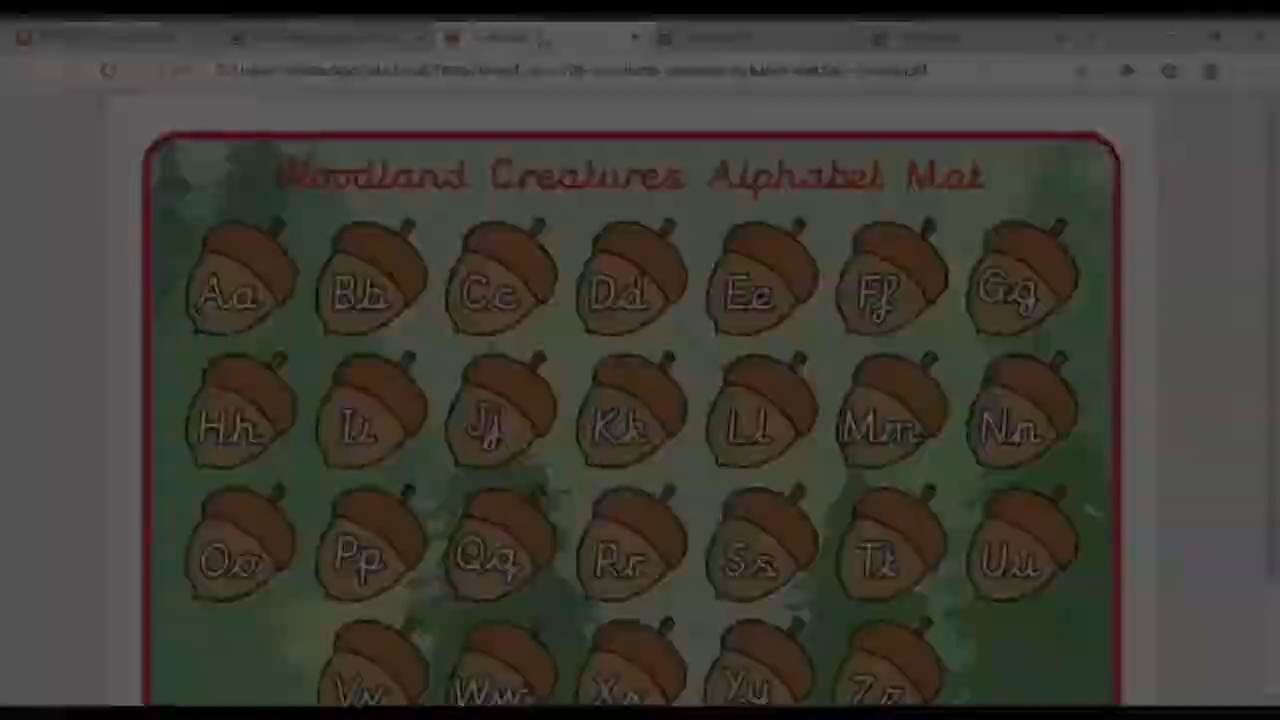 Woodland Creatures Alphabet Mat
Aa Bb Cc Dd Ee Ff Gg
Hh Ii Jj Kk Ll Mm Nn
Oo Pp Qq Rr Ss Tt Uu
Vv Ww Xx Yy Zz